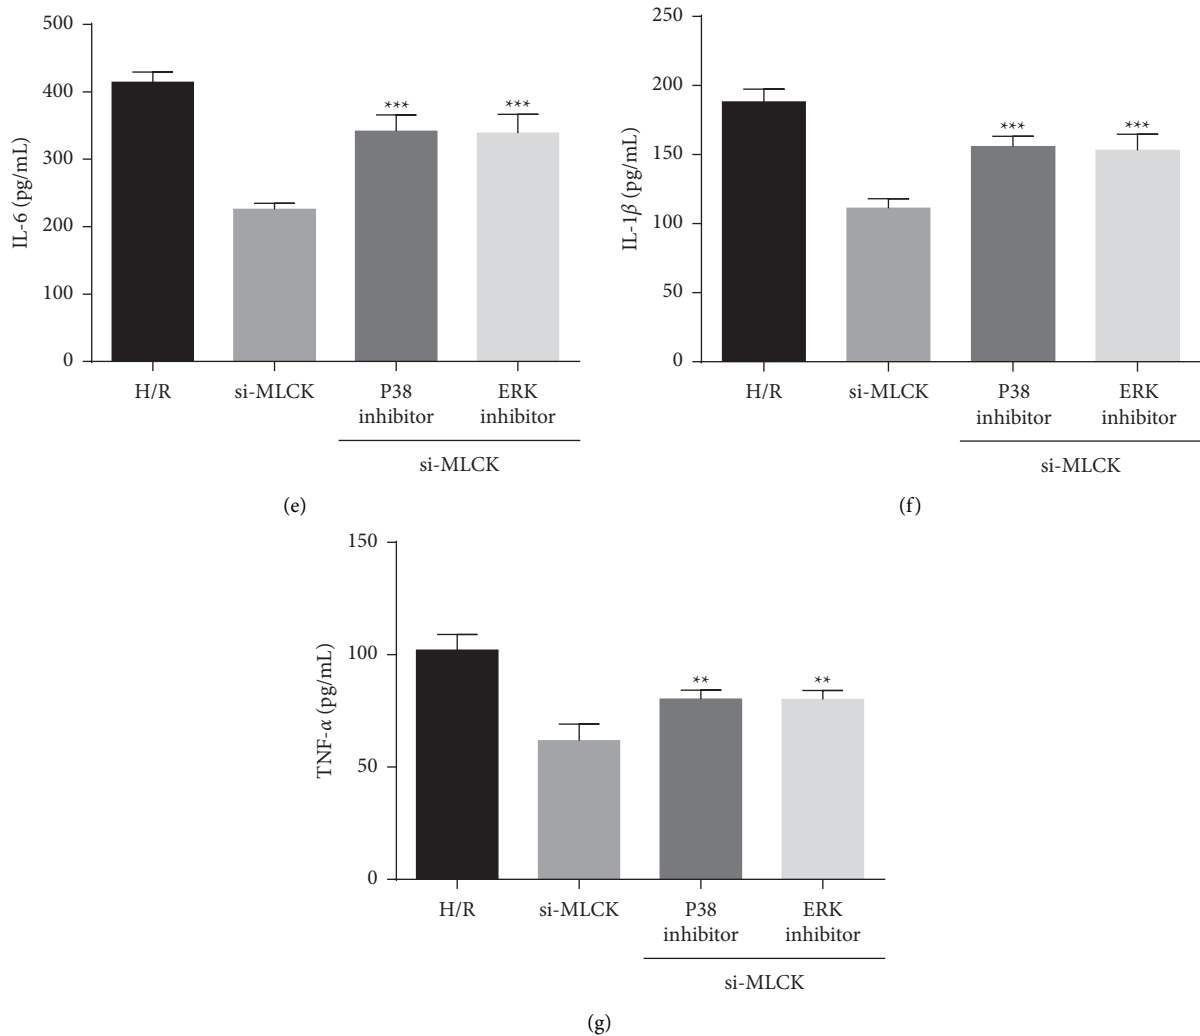 500
400
300
200
100
0
IL-6 (pg/mL)
***
***
H/R
si-MLCK
P38
inhibitor
ERK
inhibitor
si-MLCK
(e)
250
200
150
100
50
0
IL-1β (pg/mL)
***
***
H/R
si-MLCK
P38
inhibitor
ERK
inhibitor
si-MLCK
(f)
150
100
50
0
TNF-α (pg/mL)
**
**
H/R
si-MLCK
P38
inhibitor
ERK
inhibitor
si-MLCK
(g)